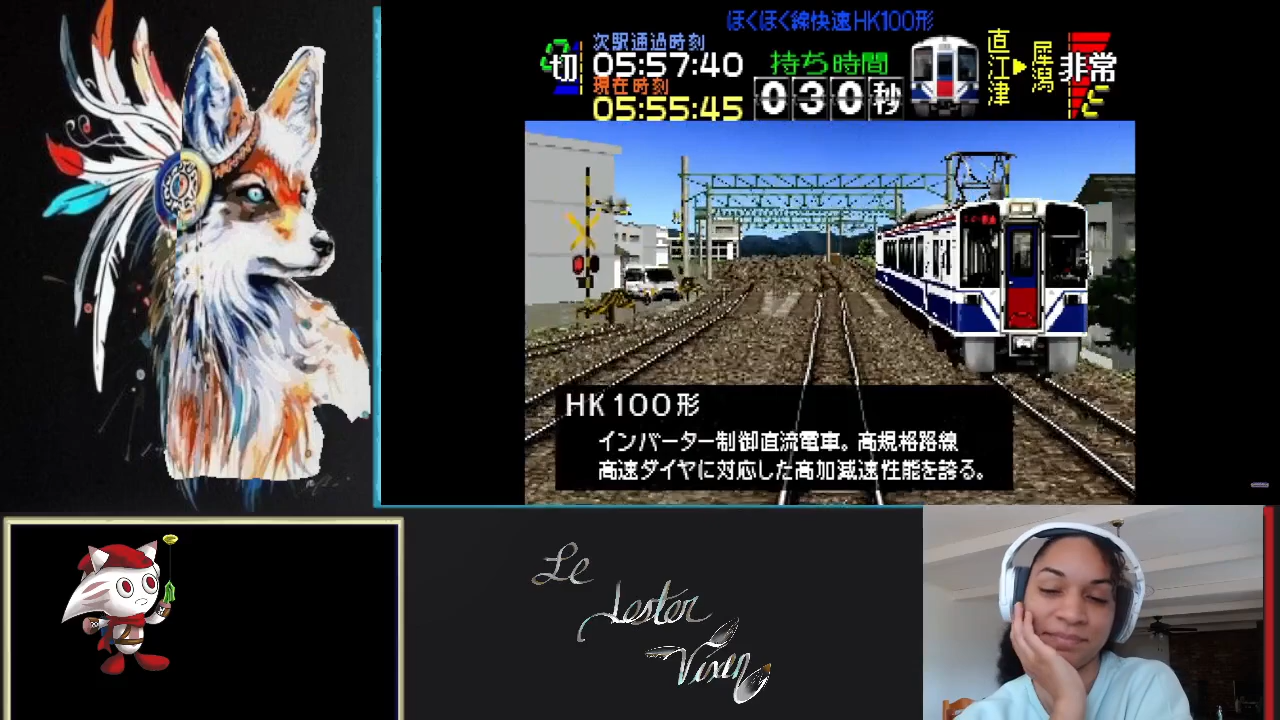 ほくほく線快速HK100形
次駅通過時刻
05:57:40
現在時刻
05:55:45
切
持ち時間
030秒
直江津
犀潟
非常
HK100形
インバーター制御直流電車。高規格路線
高速ダイヤに対応した高加減速性能を誇る。
Le
Lester
Vixen